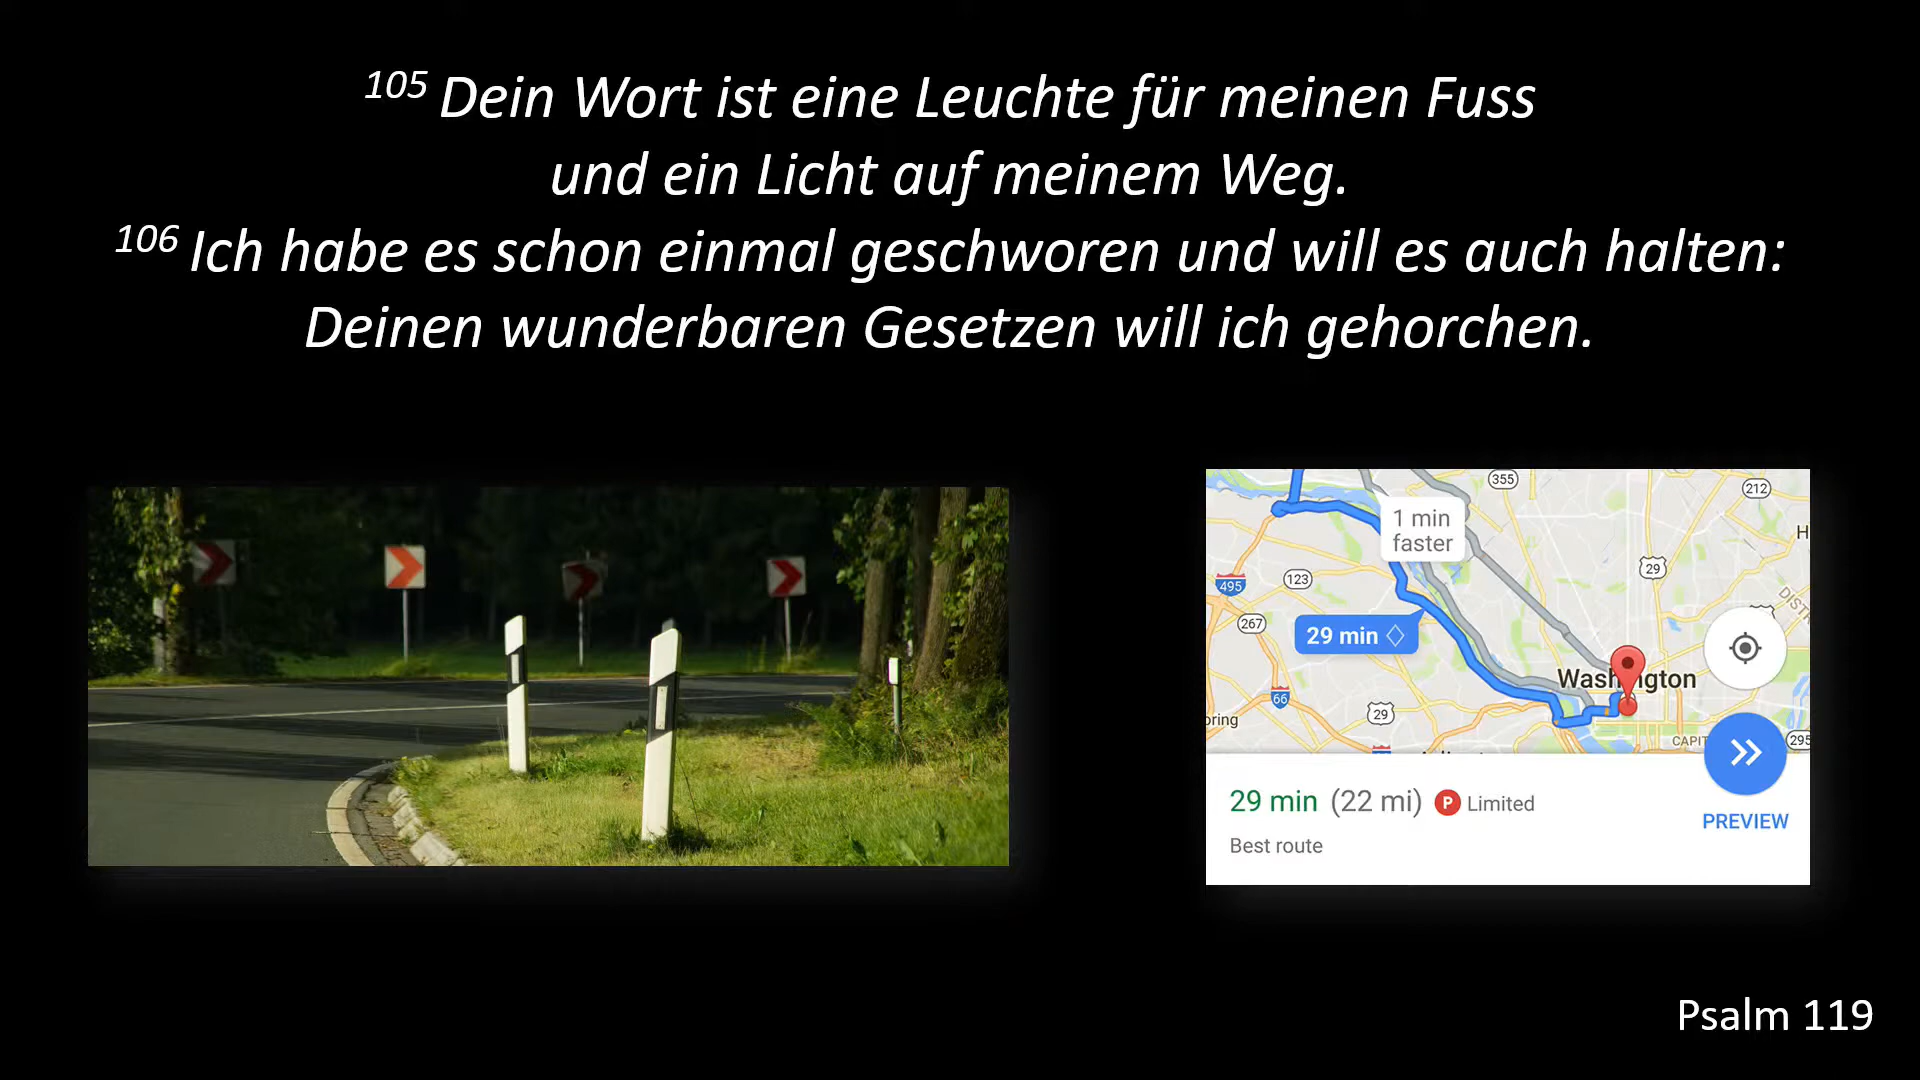 105 Dein Wort ist eine Leuchte für meinen Fuss
und ein Licht auf meinem Weg.
106 Ich habe es schon einmal geschworen und will es auch halten:
Deinen wunderbaren Gesetzen will ich gehorchen.
355
212
1 min
faster
H
29
495
123
267
29 min
Washington
66
29
oring
CAPIT
295
29 min (22 mi) P Limited
PREVIEW
Best route
Psalm 119